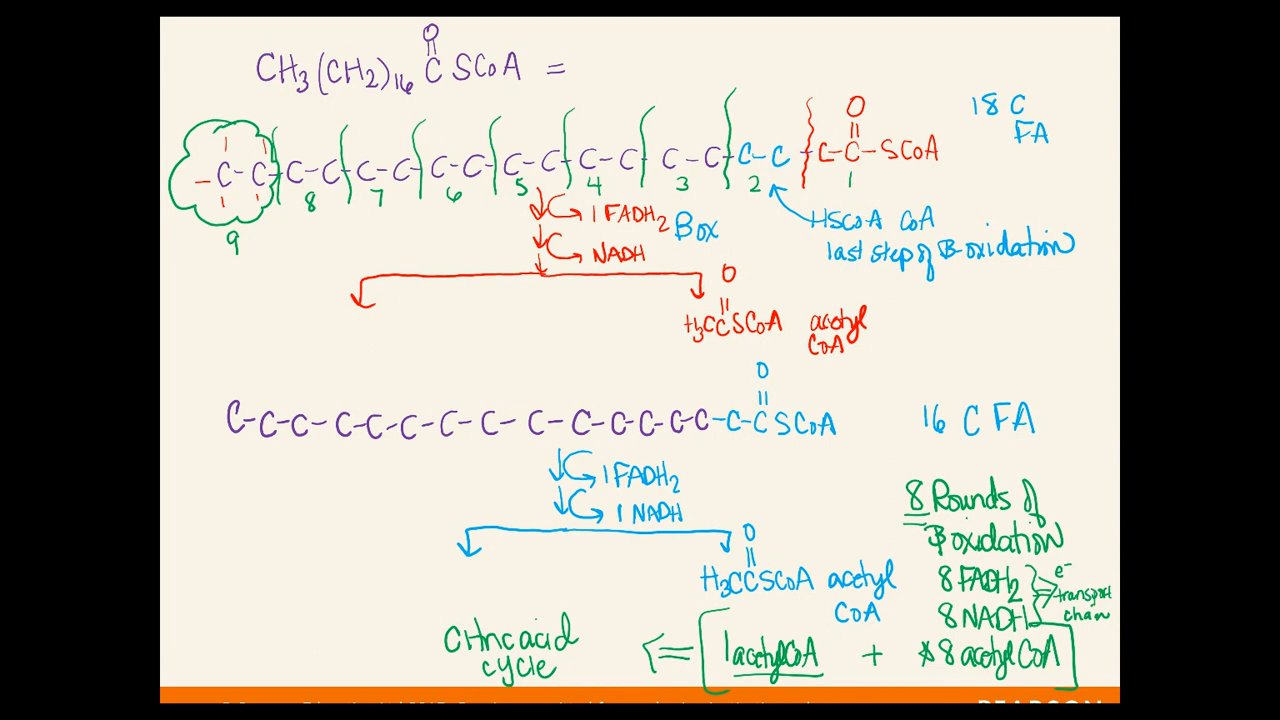 O
CH3(CH2)16 C SCoA =
O
18 C
FA
- C - C - C - C - C - C - C - C - C - C - C - C - C - C - C - C - C - C - SCoA
9 8 7 6 5 4 3 2 1
1 FADH2 B ox
NADH
HSCoA CoA
last step of B-oxidation
O
H3CCSCoA acetyl
CoA
O
C-C-C-C-C-C-C-C-C-C-C-C-C-C-C-C SCoA 16 C FA
1 FADH2
1 NADH
8 Rounds of
B oxidation
O
H3CCSCoA acetyl
CoA
8 FADH2
8 NADH
e-
transport
chain
Citric acid
cycle
1 acetyl CoA + 8 acetyl CoA
PEARSON